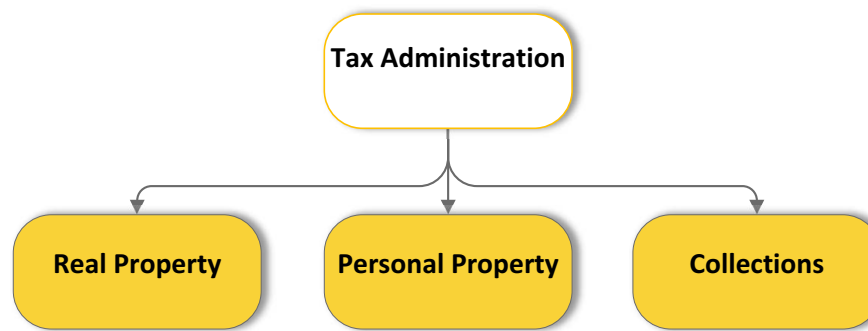 Tax Administration
Real Property
Personal Property
Collections